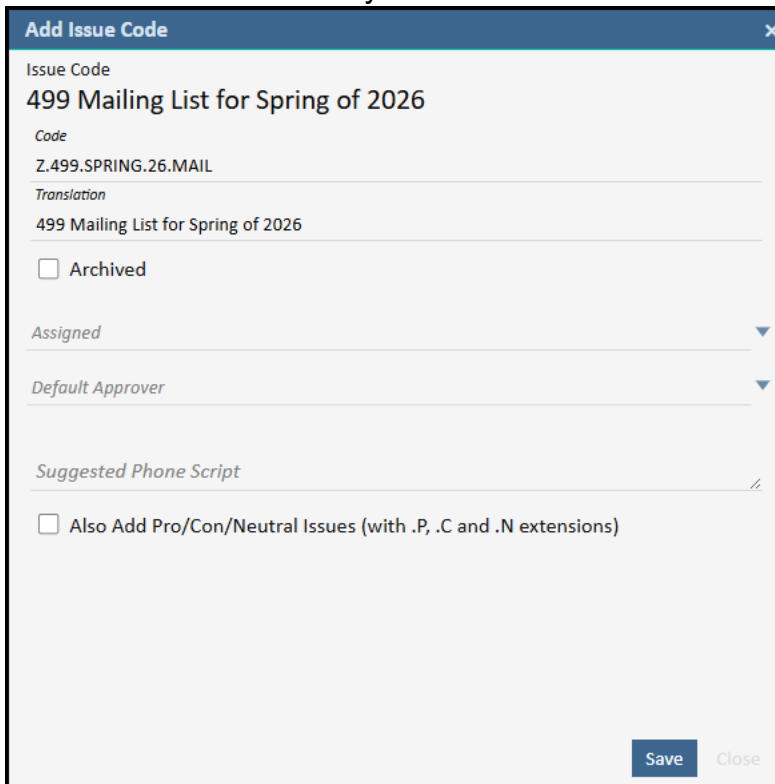 Add Issue Code
Issue Code
499 Mailing List for Spring of 2026
Code
Z.499.SPRING.26.MAIL
Translation
499 Mailing List for Spring of 2026
Archived
Assigned
Default Approver
Suggested Phone Script
Also Add Pro/Con/Neutral Issues (with .P, .C and .N extensions)
Save Close